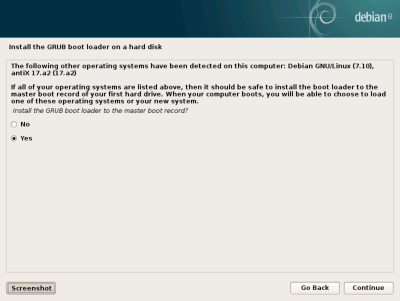 debian 8
Install the GRUB boot loader on a hard disk
The following other operating systems have been detected on this computer: Debian GNU/Linux (7.10),
antiX 17.a2 (17.a2)
If all of your operating systems are listed above, then it should be safe to install the boot loader to the
master boot record of your first hard drive. When your computer boots, you will be able to choose to load
one of these operating systems or your new system.
Install the GRUB boot loader to the master boot record?
No
Yes
Screenshot
Go Back
Continue